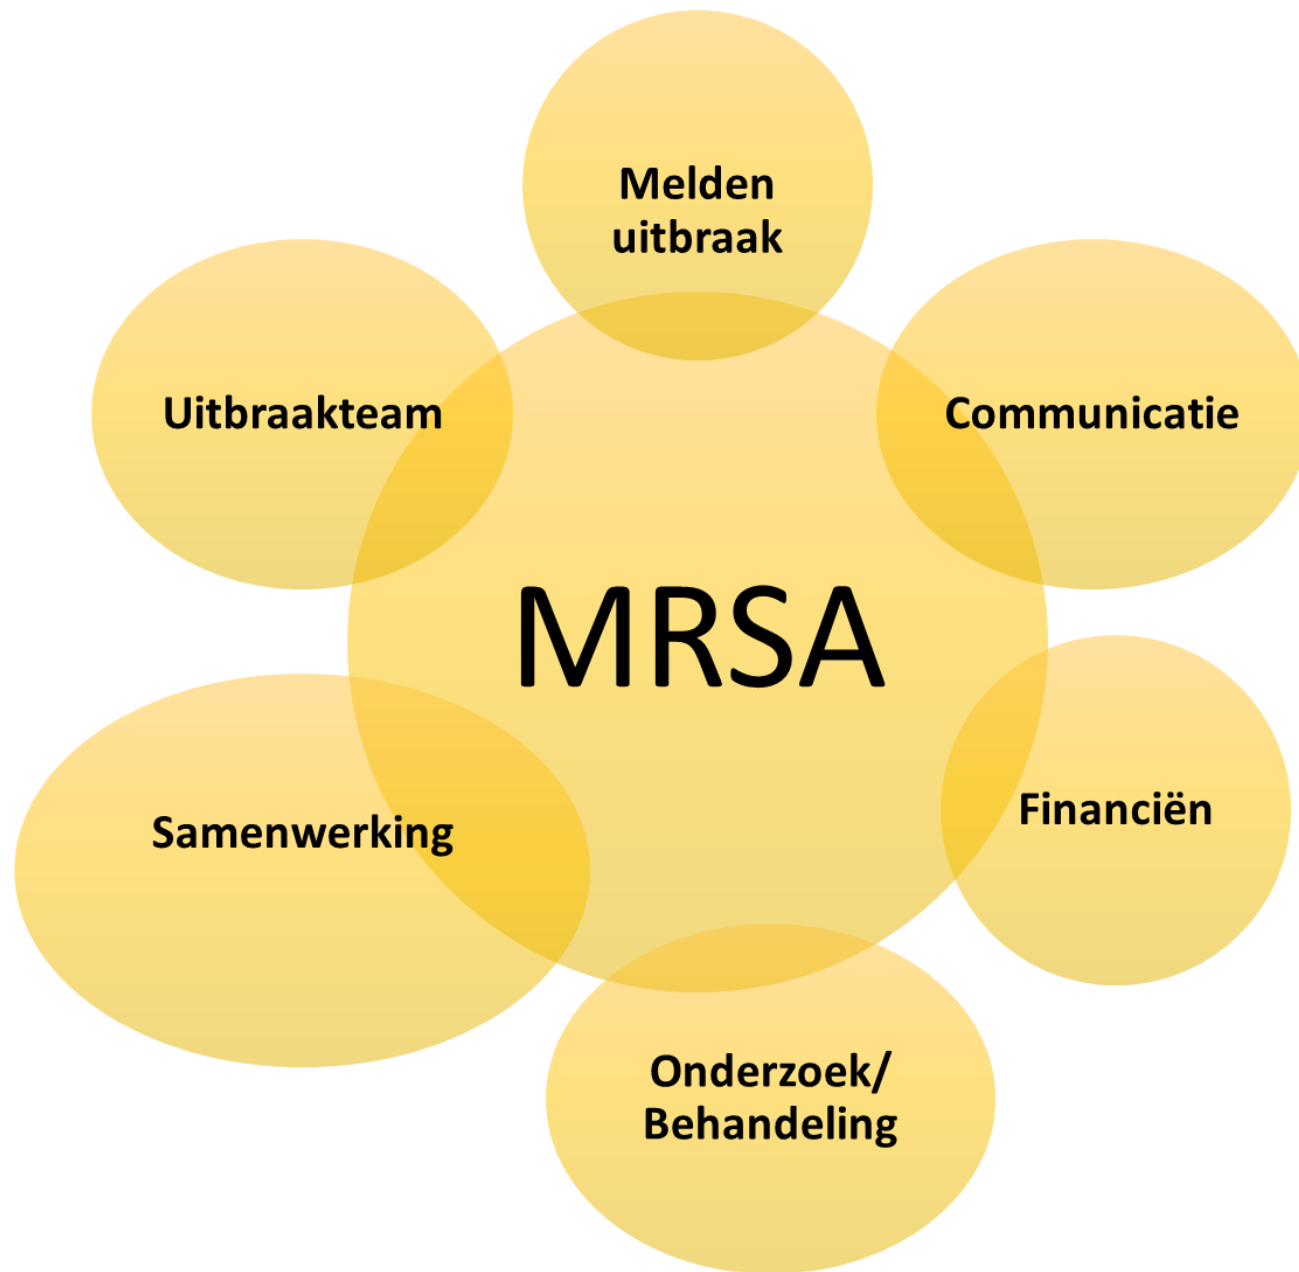 Melden
uitbraak
Uitbraakteam
Communicatie
MRSA
Samenwerking
Financiën
Onderzoek/
Behandeling